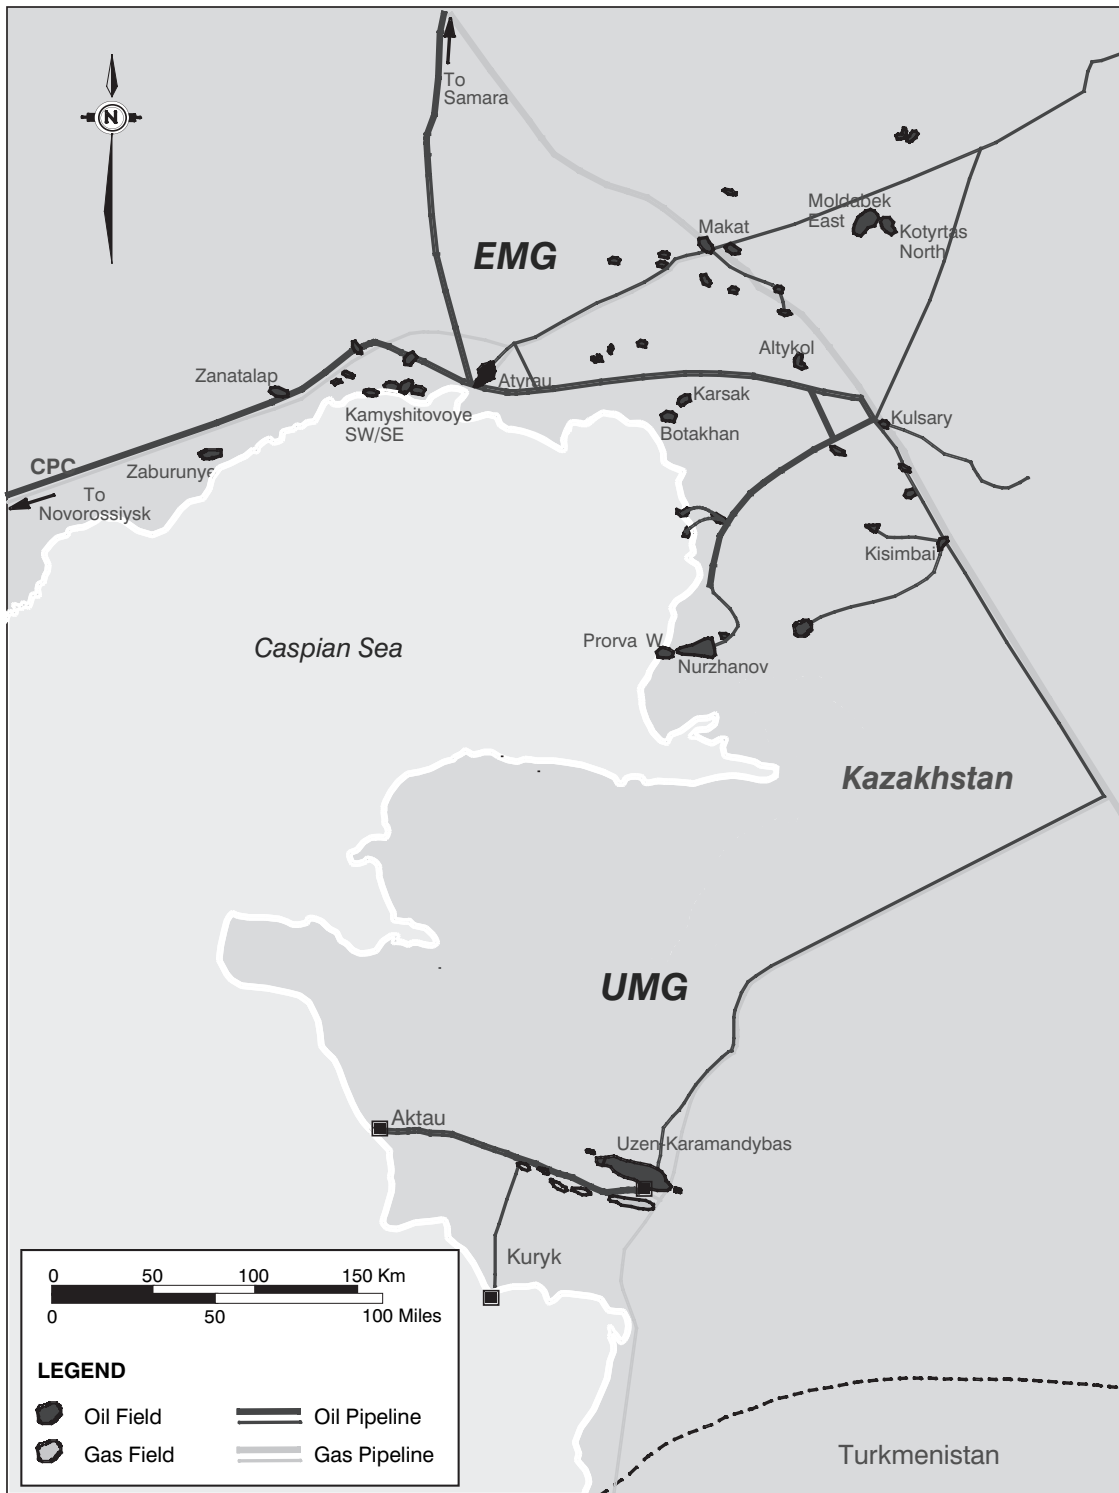 To
Samara
N
Moldabek
East
Makat
Kotyrtas
North
EMG
Altykol
Zanatalap
Atyrau
Karsak
Kamyshitovoye
SW/SE
Kulsary
Botakhan
CPC
Zaburunye
To
Novorossiysk
Kisimbai
Caspian Sea
Prorva W
Nurzhanov
Kazakhstan
UMG
Aktau
Uzen-Karamandybas
Kuryk
0 50 100 150 Km
0 50 100 Miles
LEGEND
Oil Field Oil Pipeline
Gas Field Gas Pipeline
Turkmenistan